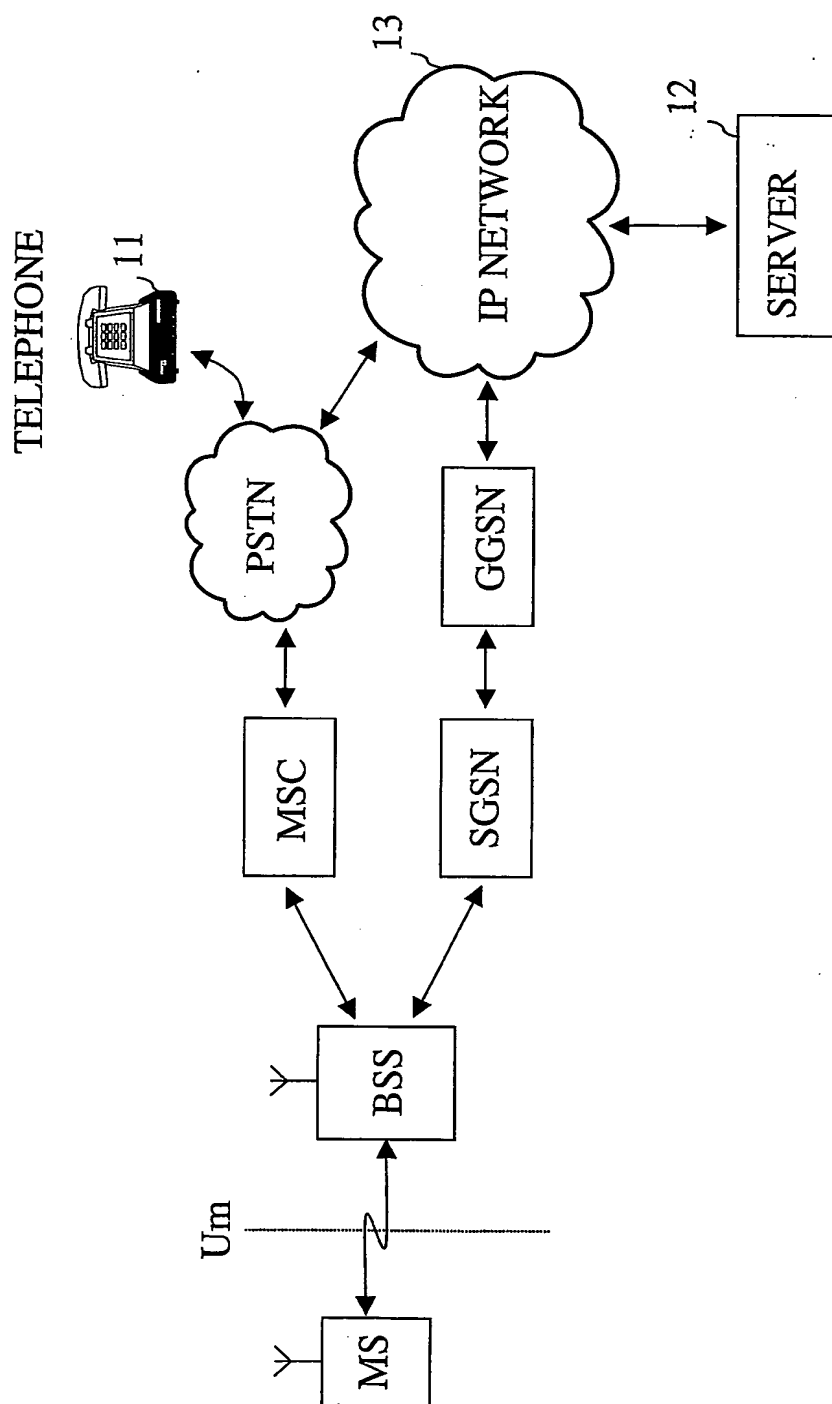 TELEPHONE
11
13
PSTN
IP NETWORK
MSC
GGSN
SGSN
12
SERVER
BSS
Um
MS